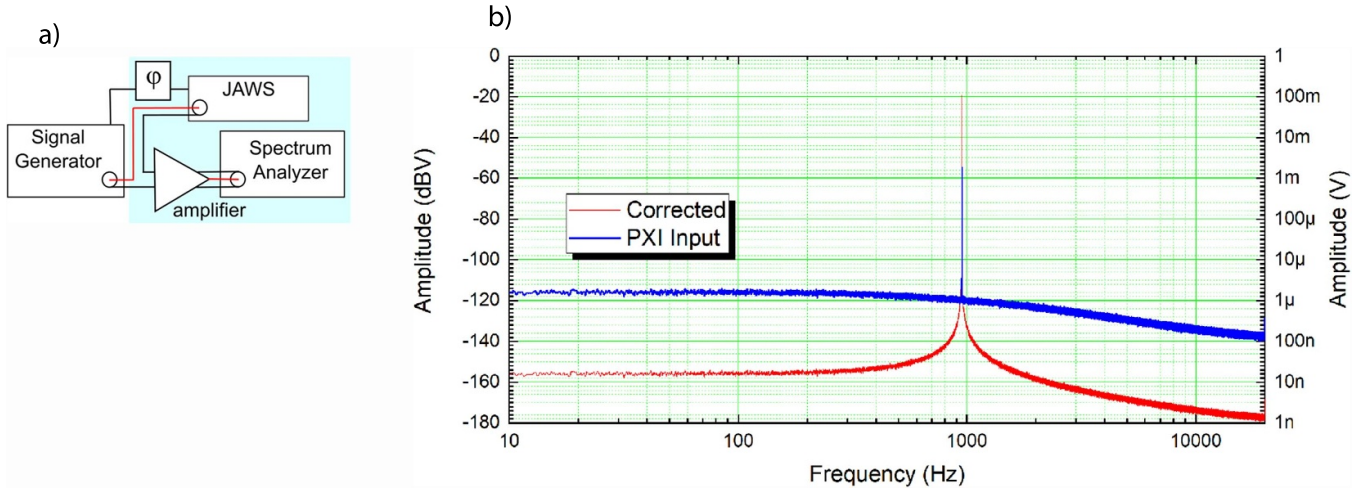 a)
φ
JAWS
Signal
Generator
Spectrum
Analyzer
amplifier
b)
0
-20
-40
-60
-80
-100
-120
-140
-160
-180
Amplitude (dBV)
Corrected
PXI Input
1
100m
10m
1m
100µ
10µ
1µ
100n
10n
1n
Amplitude (V)
10
100
1000
10000
Frequency (Hz)